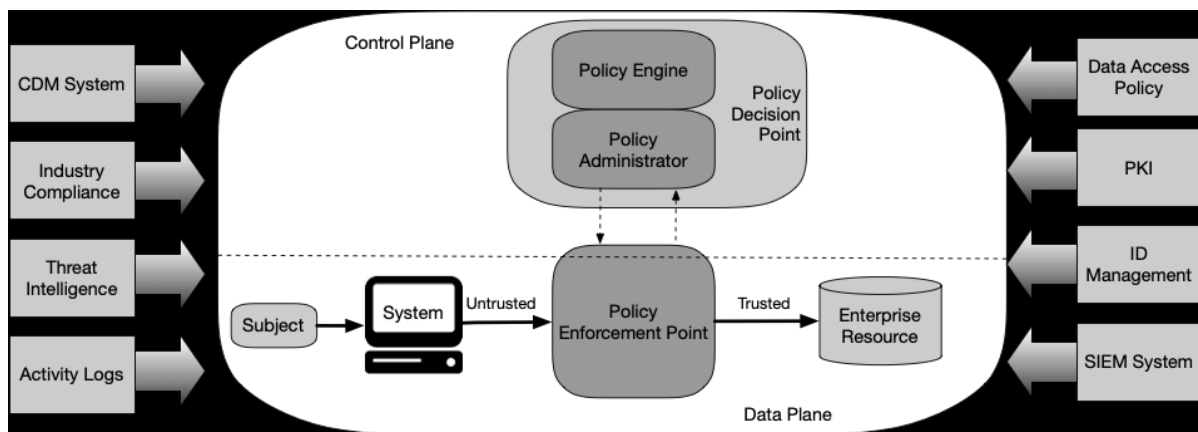 Control Plane
CDM System
Industry
Compliance
Threat
Intelligence
Activity Logs
Policy Engine
Policy
Administrator
Policy
Decision
Point
Subject
System
Untrusted
Policy
Enforcement Point
Trusted
Enterprise
Resource
Data Plane
Data Access
Policy
PKI
ID
Management
SIEM System